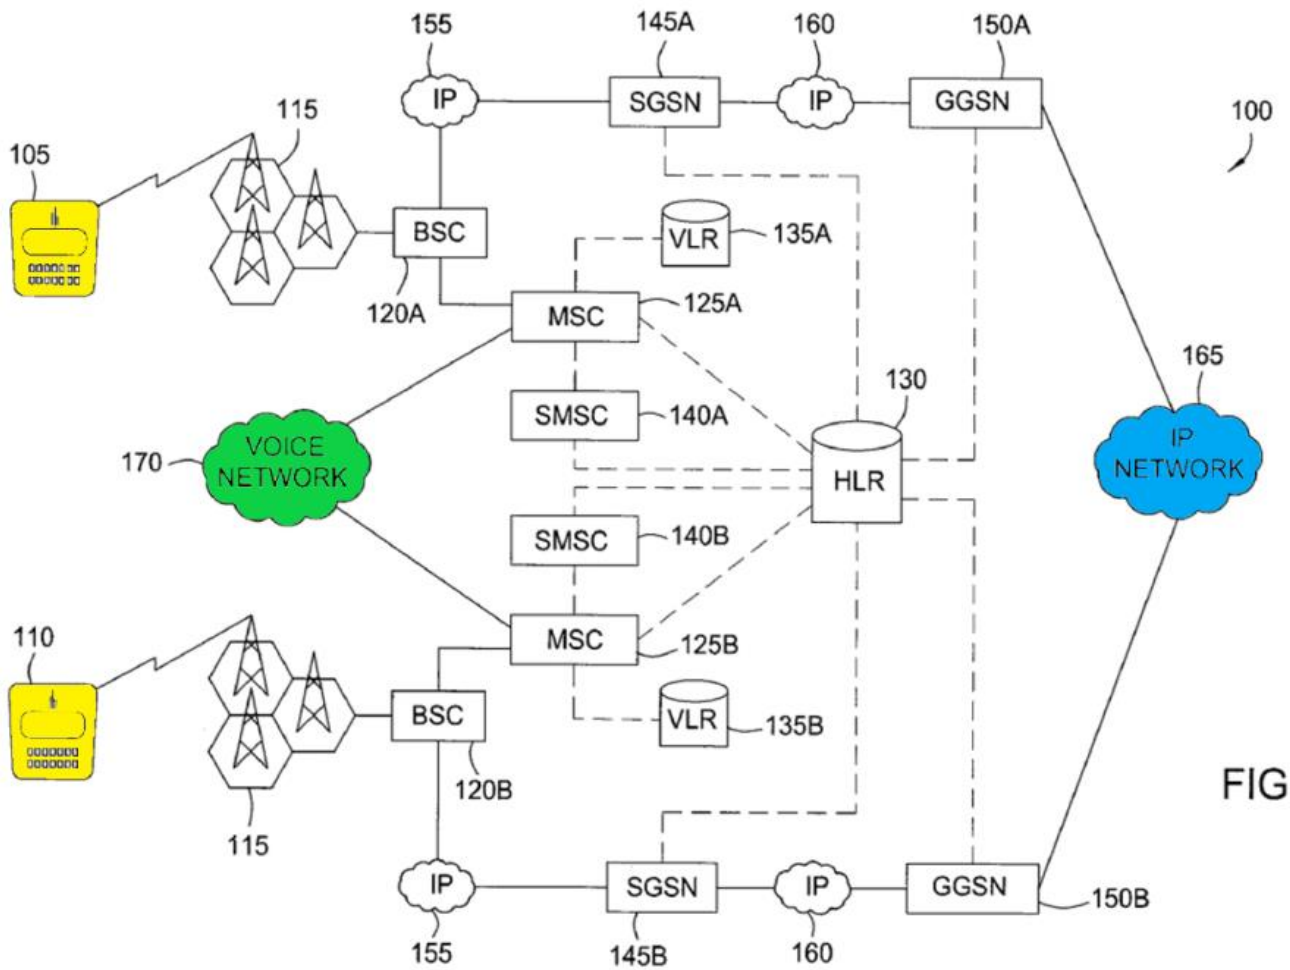 155
145A
160
150A
IP
SGSN
IP
GGSN
100
115
105
BSC
VLR
135A
120A
MSC
125A
165
130
SMSC
140A
VOICE
NETWORK
170
IP
NETWORK
HLR
SMSC
140B
110
MSC
125B
BSC
VLR
135B
120B
FIG
115
IP
SGSN
IP
GGSN
150B
155
145B
160